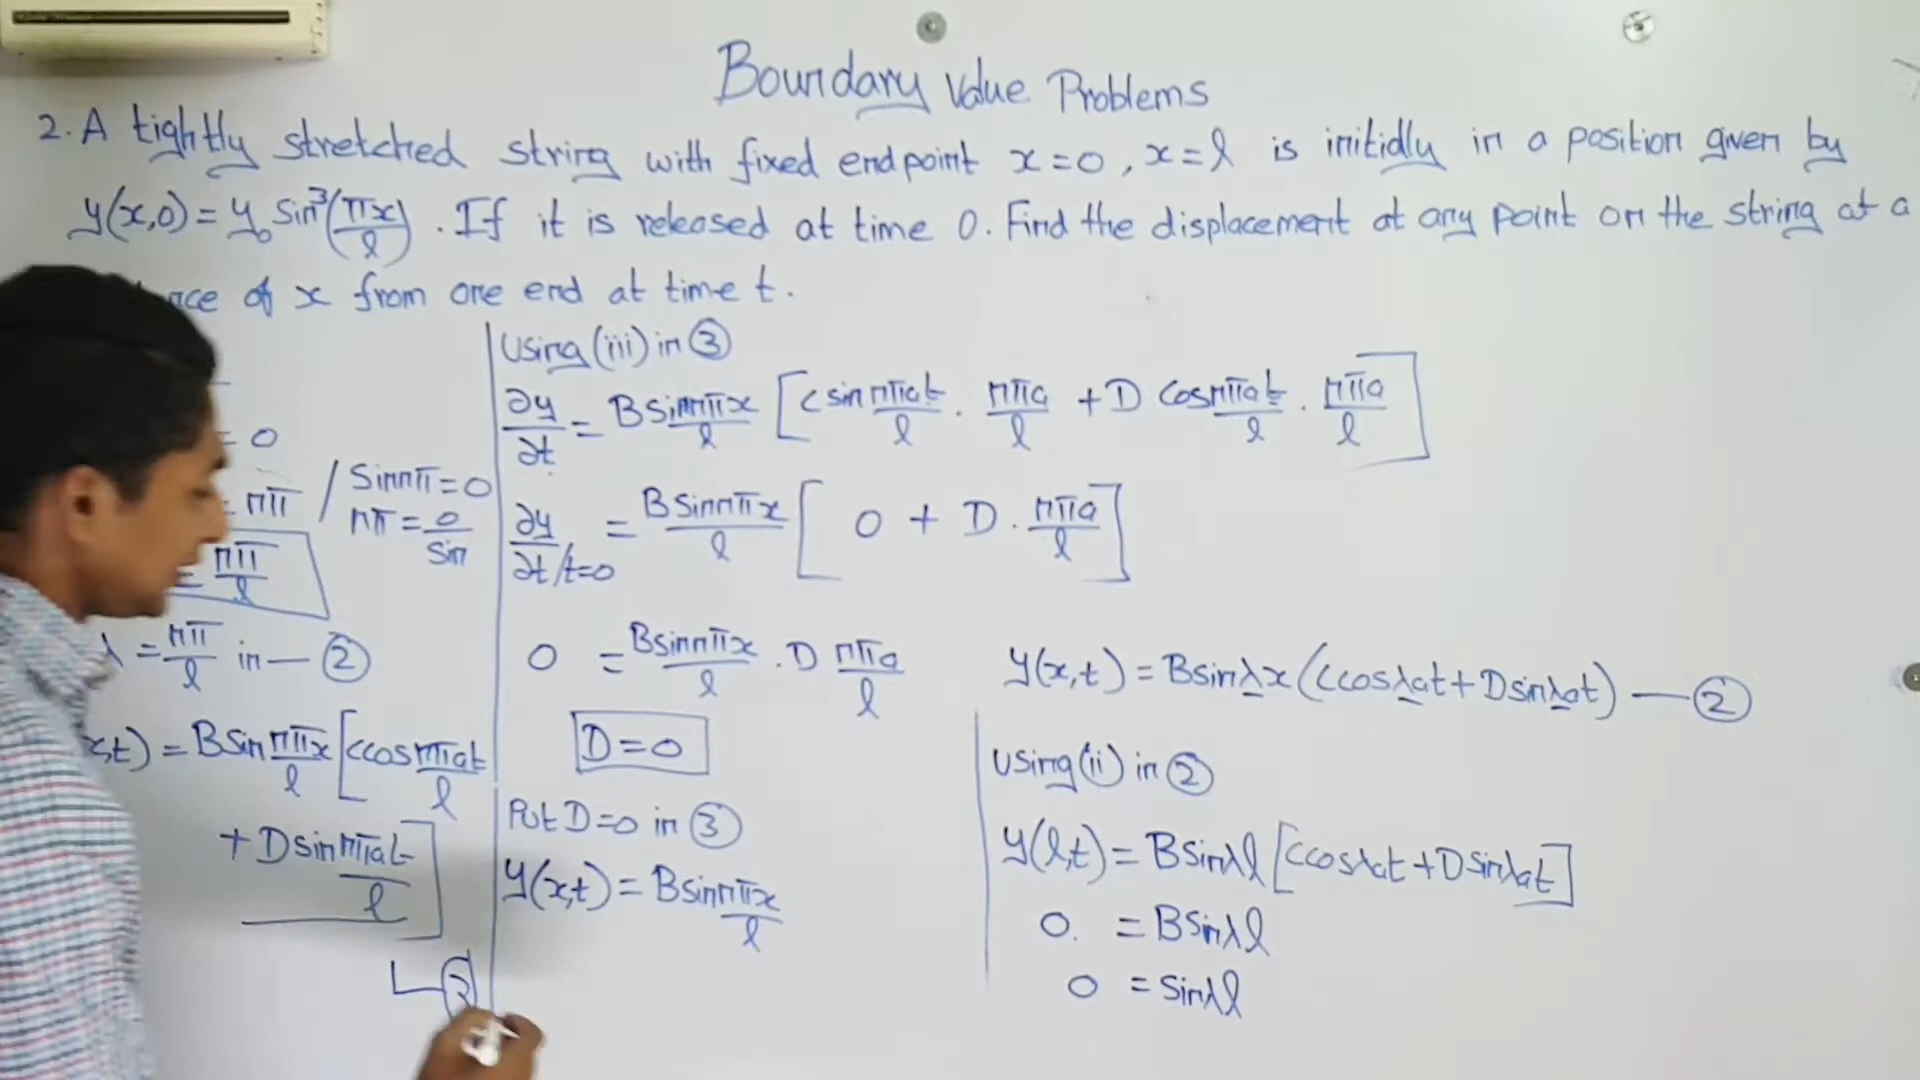 Boundary Value Problems
2. A tightly stretched string with fixed endpoint x=0, x=l is initially in a position given by
y(x,0) = y₀ Sin³(πx/l). If it is released at time 0. Find the displacement at any point on the string at a
of x from one end at time t.
= 0
= nπ / Sin nπ = 0
nπ = 0/Sin
= nπ/l
λ = nπ/l in — ②
x,t) = B sin nπx/l [C cos nπat/l
+ D sin nπat/l ]
Using (iii) in ③
∂y/∂t = B sin nπx/l [C sin nπat/l . nπa/l + D Cos nπat/l . nπa/l ]
∂y/∂t /t=0 = B sin nπx/l [ 0 + D . nπa/l ]
0 = B sin nπx/l . D nπa/l
D = 0
Put D=0 in ③
y(x,t) = B sin nπx/l
y(x,t) = B sin λx (C cos λat + D sin λat) — ②
Using (ii) in ②
y(l,t) = B sin λl [C cos λat + D sin λat]
0. = B Sin λl
0 = Sin λl